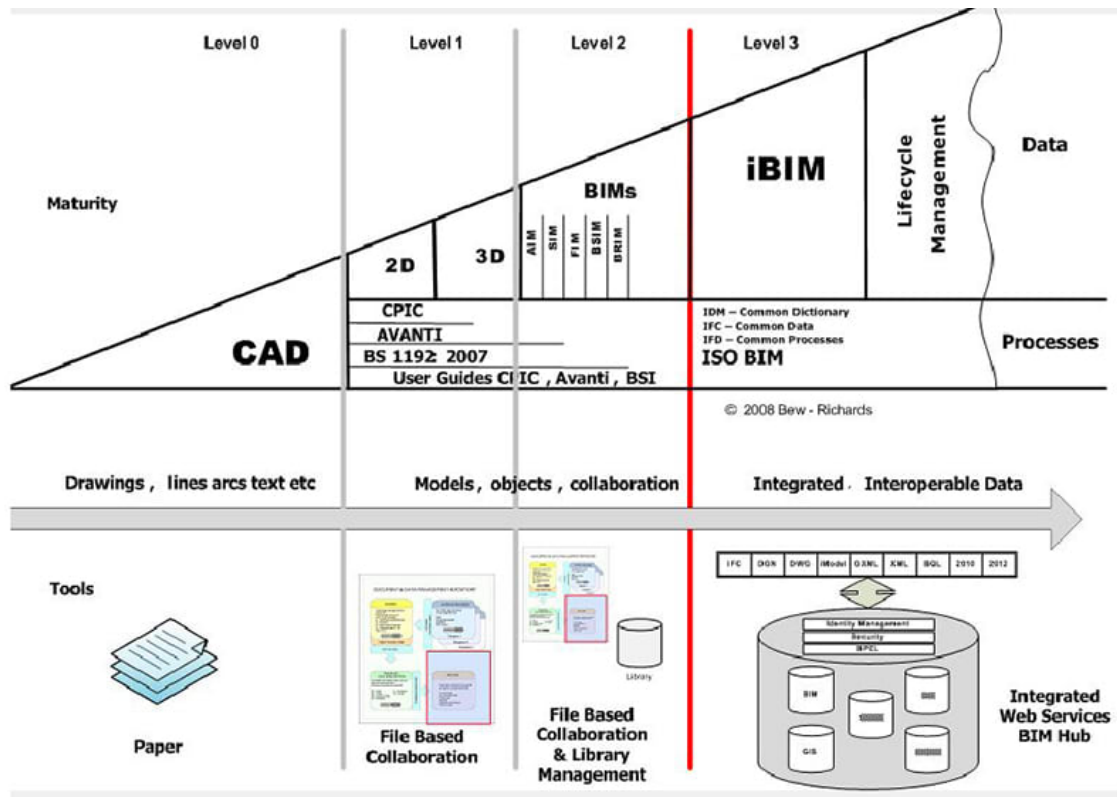 Level 0
Level 1
Level 2
Level 3
Maturity
Data
CAD
2D
3D
BIMs
AIM
SIM
FIM
BSIM
BRIM
iBIM
Lifecycle
Management
CPIC
AVANTI
BS 1192: 2007
User Guides CPIC , Avanti , BSI
IDM – Common Dictionary
IFC – Common Data
IFD – Common Processes
ISO BIM
Processes
© 2008 Bew - Richards
Drawings , lines arcs text etc
Models , objects , collaboration
Integrated , Interoperable Data
Tools
Paper
File Based
Collaboration
Library
File Based
Collaboration
& Library
Management
IFC DGN DWG iModel GXML XML SQL 2010 2012
Identity Management
Security
BPEL
BIM
GIS
Integrated
Web Services
BIM Hub